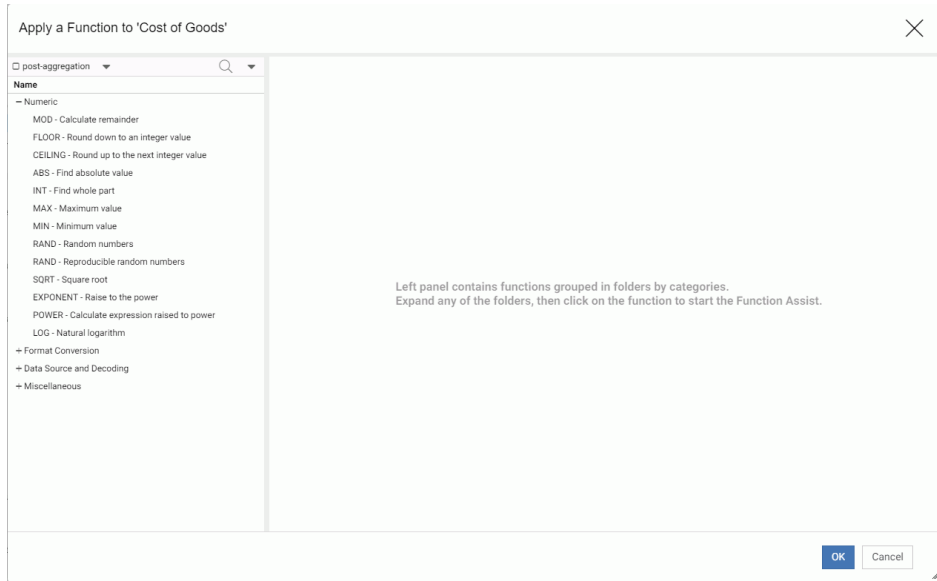 Apply a Function to 'Cost of Goods'
post-aggregation
Name
Numeric
MOD - Calculate remainder
FLOOR - Round down to an integer value
CEILING - Round up to the next integer value
ABS - Find absolute value
INT - Find whole part
MAX - Maximum value
MIN - Minimum value
RAND - Random numbers
RAND - Reproducible random numbers
SQRT - Square root
EXPONENT - Raise to the power
POWER - Calculate expression raised to power
LOG - Natural logarithm
Format Conversion
Data Source and Decoding
Miscellaneous
Left panel contains functions grouped in folders by categories.
Expand any of the folders, then click on the function to start the Function Assist.
OK Cancel